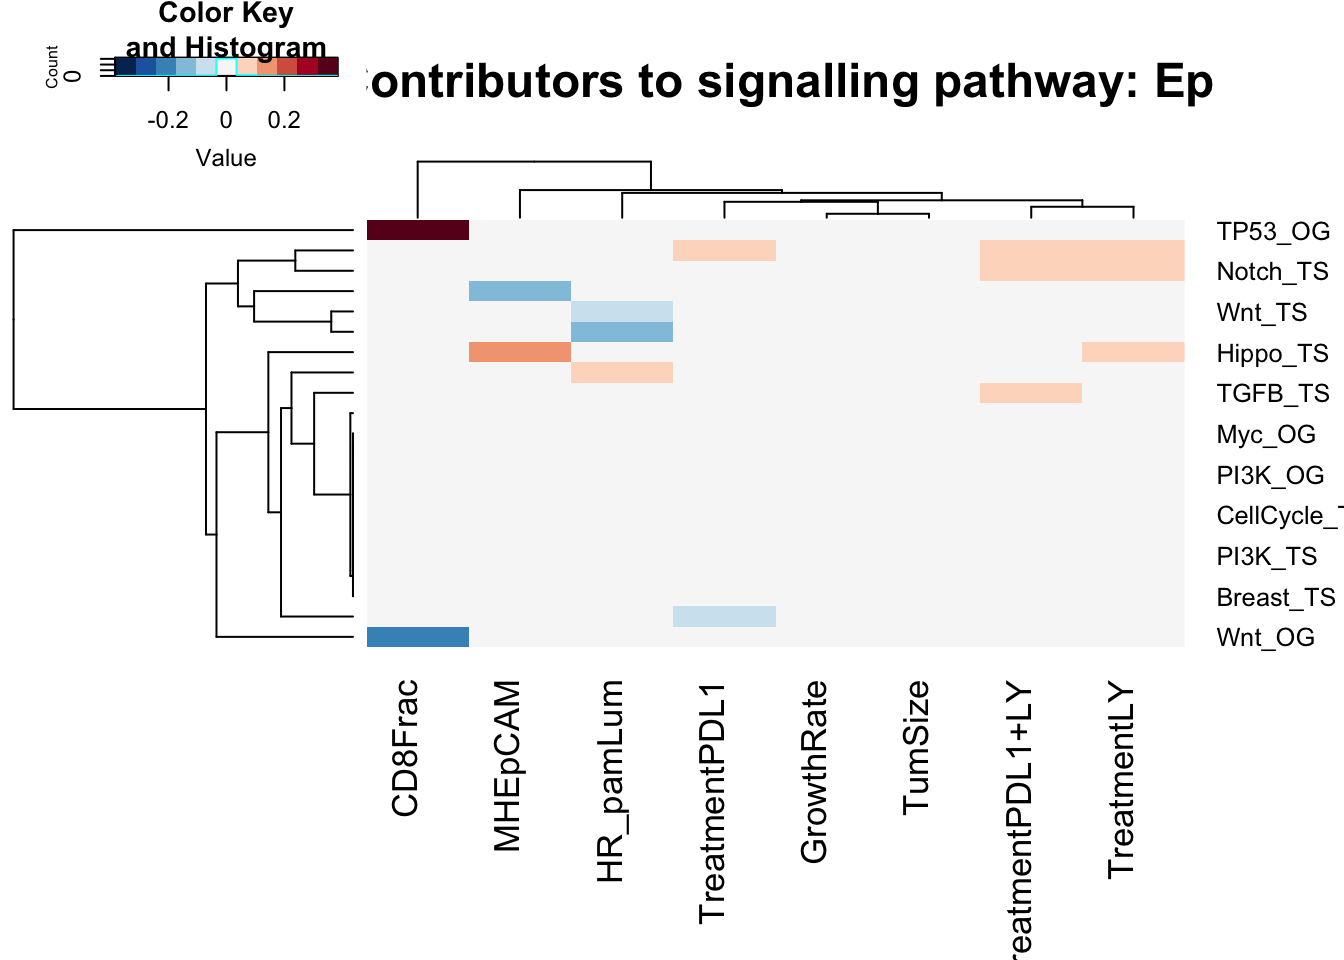 Color Key
and Histogram
Count
0
-0.2 0 0.2
Value
ontributors to signalling pathway: Ep
TP53_OG
Notch_TS
Wnt_TS
Hippo_TS
TGFB_TS
Myc_OG
PI3K_OG
CellCycle_T
PI3K_TS
Breast_TS
Wnt_OG
CD8Frac
MHEpCAM
HR_pamLum
TreatmentPDL1
GrowthRate
TumSize
reatmentPDL1+LY
TreatmentLY